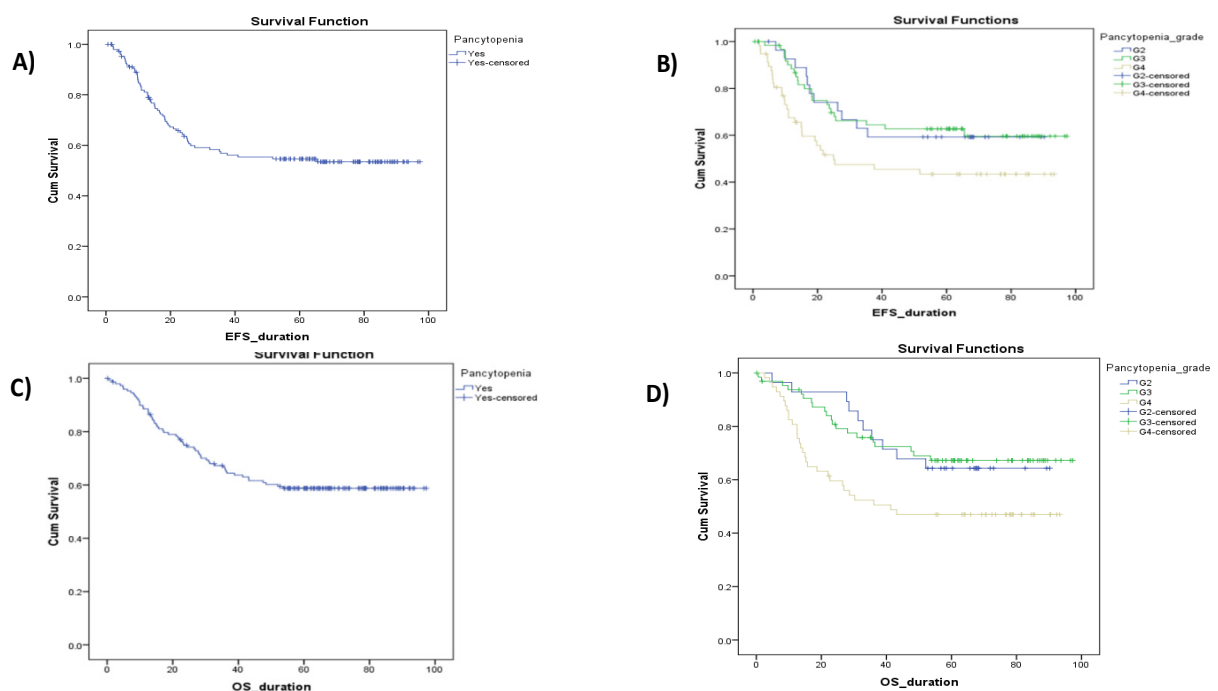 A)
Survival Function
Cum Survival
1.0
0.8
0.6
0.4
0.2
0.0
0 20 40 60 80 100
EFS_duration
Pancytopenia
Yes
Yes-censored
B)
Survival Functions
Cum Survival
1.0
0.8
0.6
0.4
0.2
0.0
0 20 40 60 80 100
EFS_duration
Pancytopenia_grade
G2
G3
G4
G2-censored
G3-censored
G4-censored
C)
Survival Function
Cum Survival
1.0
0.8
0.6
0.4
0.2
0.0
0 20 40 60 80 100
OS_duration
Pancytopenia
Yes
Yes-censored
D)
Survival Functions
Cum Survival
1.0
0.8
0.6
0.4
0.2
0.0
0 20 40 60 80 100
OS_duration
Pancytopenia_grade
G2
G3
G4
G2-censored
G3-censored
G4-censored